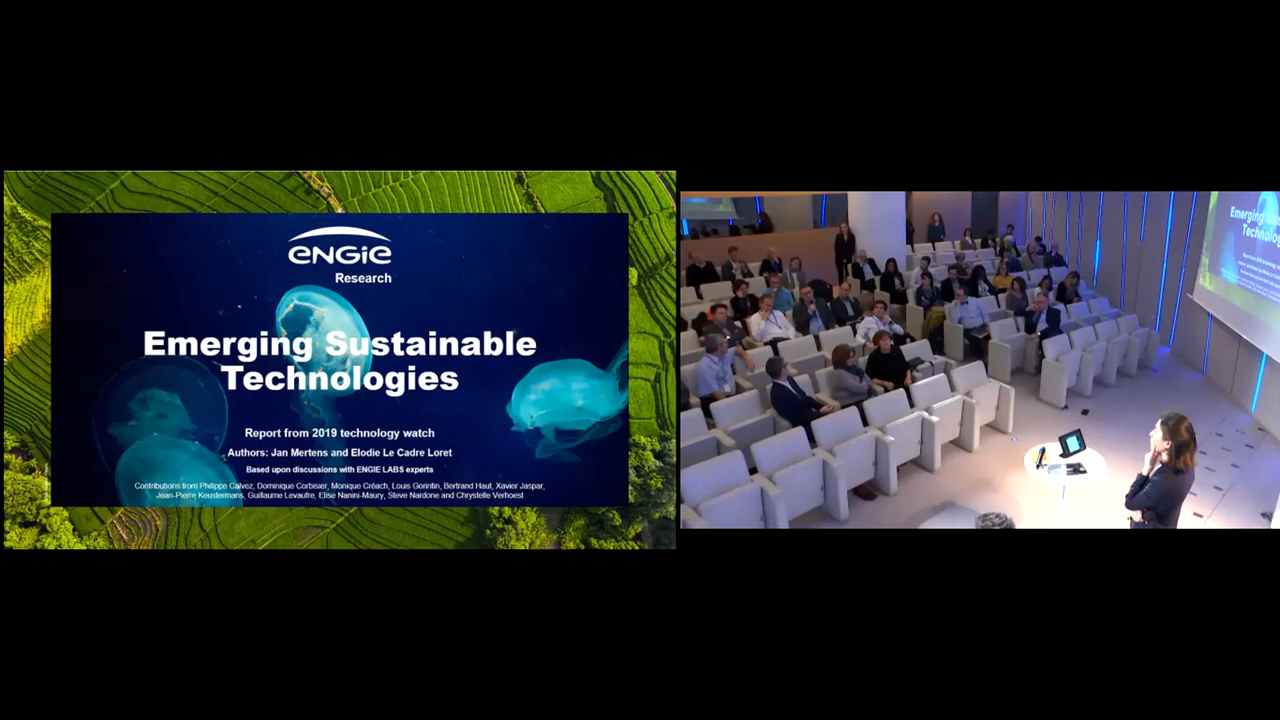 ENGIE
Research
Emerging Sustainable
Technologies
Report from 2019 technology watch
Authors: Jan Mertens and Elodie Le Cadre Loret
Based upon discussions with ENGIE LABS experts
Contributions from Philippe Calvez, Dominique Corbisier, Monique Créach, Louis Gorintin, Bertrand Haut, Xavier Jaspar,
Jean-Pierre Keustermans, Guillaume Levaufre, Elise Nanini-Maury, Steve Nardone and Chrystelle Verhoest
Emerging
Technolog